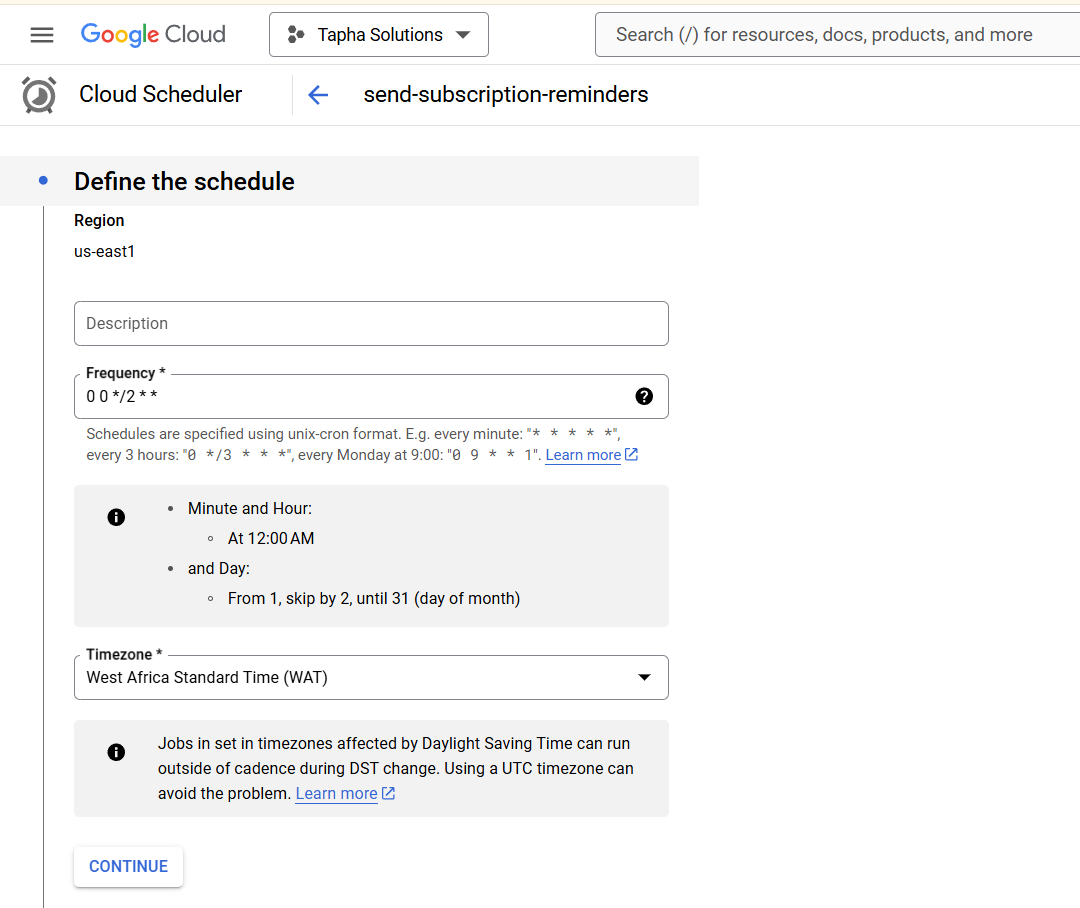 Google Cloud
Tapha Solutions
Search (/) for resources, docs, products, and more
Cloud Scheduler
send-subscription-reminders
Define the schedule
Region
us-east1
Description
Frequency *
0 0 */2 * *
Schedules are specified using unix-cron format. E.g. every minute: "* * * * *",
every 3 hours: "0 */3 * * *", every Monday at 9:00: "0 9 * * 1". Learn more
Minute and Hour:
At 12:00 AM
and Day:
From 1, skip by 2, until 31 (day of month)
Timezone *
West Africa Standard Time (WAT)
Jobs in set in timezones affected by Daylight Saving Time can run
outside of cadence during DST change. Using a UTC timezone can
avoid the problem. Learn more
CONTINUE